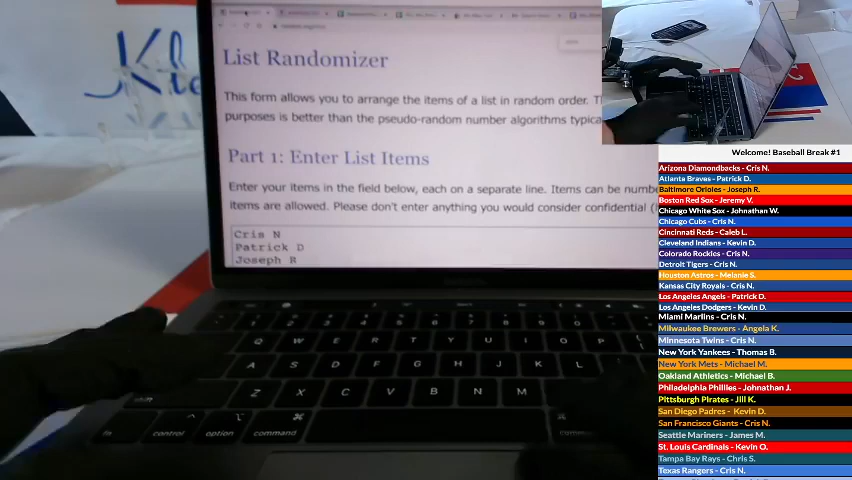 List Randomizer
This form allows you to arrange the items of a list in random order. T
purposes is better than the pseudo-random number algorithms typica
Part 1: Enter List Items
Enter your items in the field below, each on a separate line. Items can be numbe
items are allowed. Please don't enter anything you would consider confidential (
Cris N
Patrick D
Joseph R
Q W E R T Y U I O P
A S D F G H J K L
shift Z X C V B N M
fn control option command
Welcome! Baseball Break #1
Arizona Diamondbacks - Cris N.
Atlanta Braves - Patrick D.
Baltimore Orioles - Joseph R.
Boston Red Sox - Jeremy V.
Chicago White Sox - Johnathan W.
Chicago Cubs - Cris N.
Cincinnati Reds - Caleb L.
Cleveland Indians - Kevin D.
Colorado Rockies - Cris N.
Detroit Tigers - Cris N.
Houston Astros - Melanie S.
Kansas City Royals - Cris N.
Los Angeles Angels - Patrick D.
Los Angeles Dodgers - Kevin D.
Miami Marlins - Cris N.
Milwaukee Brewers - Angela K.
Minnesota Twins - Cris N.
New York Yankees - Thomas B.
New York Mets - Michael M.
Oakland Athletics - Michael B.
Philadelphia Phillies - Johnathan J.
Pittsburgh Pirates - Jill K.
San Diego Padres - Kevin D.
San Francisco Giants - Cris N.
Seattle Mariners - James M.
St. Louis Cardinals - Kevin O.
Tampa Bay Rays - Chris S.
Texas Rangers - Cris N.